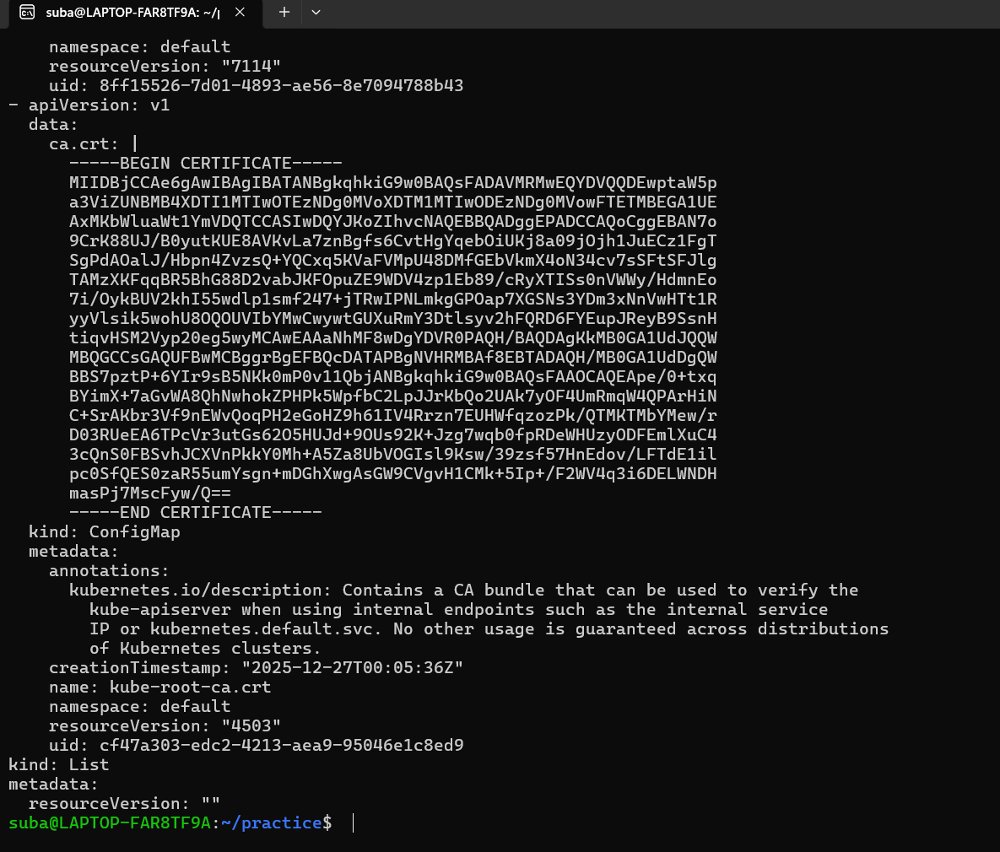 suba@LAPTOP-FAR8TF9A: ~/p
namespace: default
resourceVersion: "7114"
uid: 8ff15526-7d01-4893-ae56-8e7094788b43
- apiVersion: v1
data:
ca.crt: |
-----BEGIN CERTIFICATE-----
MIIDBjCCAe6gAwIBAgIBATANBgkqhkiG9w0BAQsFADAVMRMwEQYDVQQDEwptaW5p
a3ViZUNBMB4XDTI1MTIwOTEzNDg0MVoXDTM1MTIwODEzNDg0MVowFTETMBEGA1UE
AxMKbWluaWt1YmVDQTCCASIwDQYJKoZIhvcNAQEBBQADggEPADCCAQoCggEBAN7o
9CrK88UJ/B0yutKUE8AVKvLa7znBgfs6CvtHgYqebOiUKj8a09jOjh1JuECz1FgT
SgPdAOalJ/Hbpn4ZvzsQ+YQCxq5KVaFVMpU48DMfGEbVkmX4oN34cv7sSFtSFJlg
TAMzXKFqqBR5BhG88D2vabJKFOpuZE9WDV4zp1Eb89/cRyXTISs0nVWWy/HdmnEo
7i/OykBUV2khI55wdlp1smf247+jTRwIPNLmkgGPOap7XGSNs3YDm3xNnVwHTt1R
yyVlsik5wohU8OQOUVIbYMwCwywtGUXuRmY3Dtlsyv2hFQRD6FYEupJReyB9SsnH
tiqvHSM2Vyp20eg5wyMCAwEAAaNhMF8wDgYDVR0PAQH/BAQDAgKkMB0GA1UdJQQW
MBQGCCsGAQUFBwMCBggrBgEFBQcDATAPBgNVHRMBAf8EBTADAQH/MB0GA1UdDgQW
BBS7pztP+6YIr9sB5NKk0mP0v11QbjANBgkqhkiG9w0BAQsFAAOCAQEApe/0+txq
BYimX+7aGvWA8QhNwhokZPHPk5WpfbC2LpJJrKbQo2UAk7yOF4UmRmqW4QPArHiN
C+SrAKbr3Vf9nEWvQoqPH2eGoHZ9h61IV4Rrzn7EUHWfqzozPk/QTMKTMbYMew/r
D03RUeEA6TPcVr3utGs62O5HUJd+9OUs92K+Jzg7wqb0fpRDeWHUzyODFEmlXuC4
3cQnS0FBSvhJCXVnPkkY0Mh+A5Za8UbVOGIsl9Ksw/39zsf57HnEdov/LFTdE1il
pc0SfQES0zaR55umYsgn+mDGhXwgAsGW9CVgvH1CMk+5Ip+/F2WV4q3i6DELWNDH
masPj7MscFyw/Q==
-----END CERTIFICATE-----
kind: ConfigMap
metadata:
annotations:
kubernetes.io/description: Contains a CA bundle that can be used to verify the
kube-apiserver when using internal endpoints such as the internal service
IP or kubernetes.default.svc. No other usage is guaranteed across distributions
of Kubernetes clusters.
creationTimestamp: "2025-12-27T00:05:36Z"
name: kube-root-ca.crt
namespace: default
resourceVersion: "4503"
uid: cf47a303-edc2-4213-aea9-95046e1c8ed9
kind: List
metadata:
resourceVersion: ""
suba@LAPTOP-FAR8TF9A:~/practice$